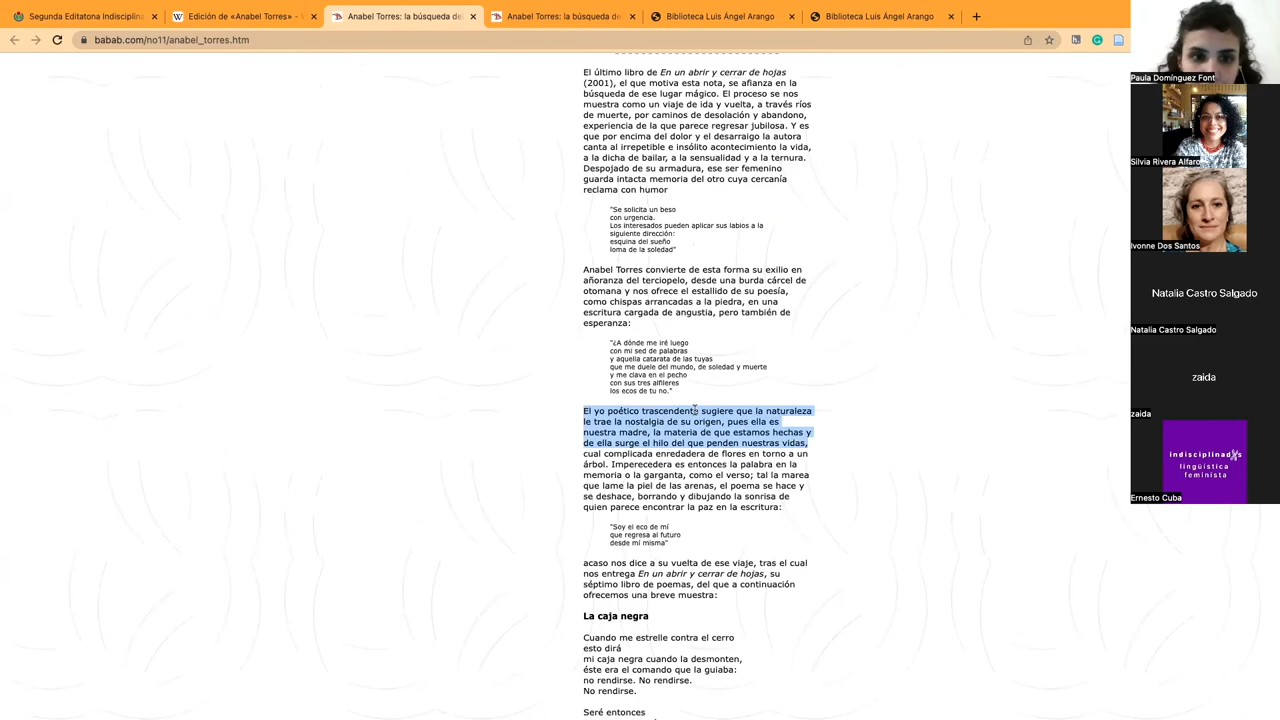 Segunda Editatona Indisciplina
Edición de «Anabel Torres» - W
Anabel Torres: la búsqueda de
Anabel Torres: la búsqueda de
Biblioteca Luis Ángel Arango
Biblioteca Luis Ángel Arango
babab.com/no11/anabel_torres.htm
El último libro de En un abrir y cerrar de hojas
(2001), el que motiva esta nota, se afianza en la
búsqueda de ese lugar mágico. El proceso se nos
muestra como un viaje de ida y vuelta, a través ríos
de muerte, por caminos de desolación y abandono,
experiencia de la que parece regresar jubilosa. Y es
que por encima del dolor y el desarraigo la autora
canta al irrepetible e insólito acontecimiento la vida,
a la dicha de bailar, a la sensualidad y a la ternura.
Despojado de su armadura, ese ser femenino
guarda intacta memoria del otro cuya cercanía
reclama con humor
"Se solicita un beso
con urgencia.
Los interesados pueden aplicar sus labios a la
siguiente dirección:
esquina del sueño
loma de la soledad"
Anabel Torres convierte de esta forma su exilio en
añoranza del terciopelo, desde una burda cárcel de
otomana y nos ofrece el estallido de su poesía,
como chispas arrancadas a la piedra, en una
escritura cargada de angustia, pero también de
esperanza:
"¿A dónde me iré luego
con mi sed de palabras
y aquella catarata de las tuyas
que me duele del mundo, de soledad y muerte
y me clava en el pecho
con sus tres alfileres
los ecos de tu no."
El yo poético trascendente sugiere que la naturaleza
le trae la nostalgia de su origen, pues ella es
nuestra madre, la materia de que estamos hechas y
de ella surge el hilo del que penden nuestras vidas,
cual complicada enredadera de flores en torno a un
árbol. Imperecedera es entonces la palabra en la
memoria o la garganta, como el verso; tal la marea
que lame la piel de las arenas, el poema se hace y
se deshace, borrando y dibujando la sonrisa de
quien parece encontrar la paz en la escritura:
"Soy el eco de mí
que regresa al futuro
desde mí misma"
acaso nos dice a su vuelta de ese viaje, tras el cual
nos entrega En un abrir y cerrar de hojas, su
séptimo libro de poemas, del que a continuación
ofrecemos una breve muestra:
La caja negra
Cuando me estrelle contra el cerro
esto dirá
mi caja negra cuando la desmonten,
éste era el comando que la guiaba:
no rendirse. No rendirse.
No rendirse.
Seré entonces
Paula Domínguez Font
Silvia Rivera Alfaro
Ivonne Dos Santos
Natalia Castro Salgado
Natalia Castro Salgado
zaida
zaida
indisciplinadxs
lingüística
feminista
Ernesto Cuba